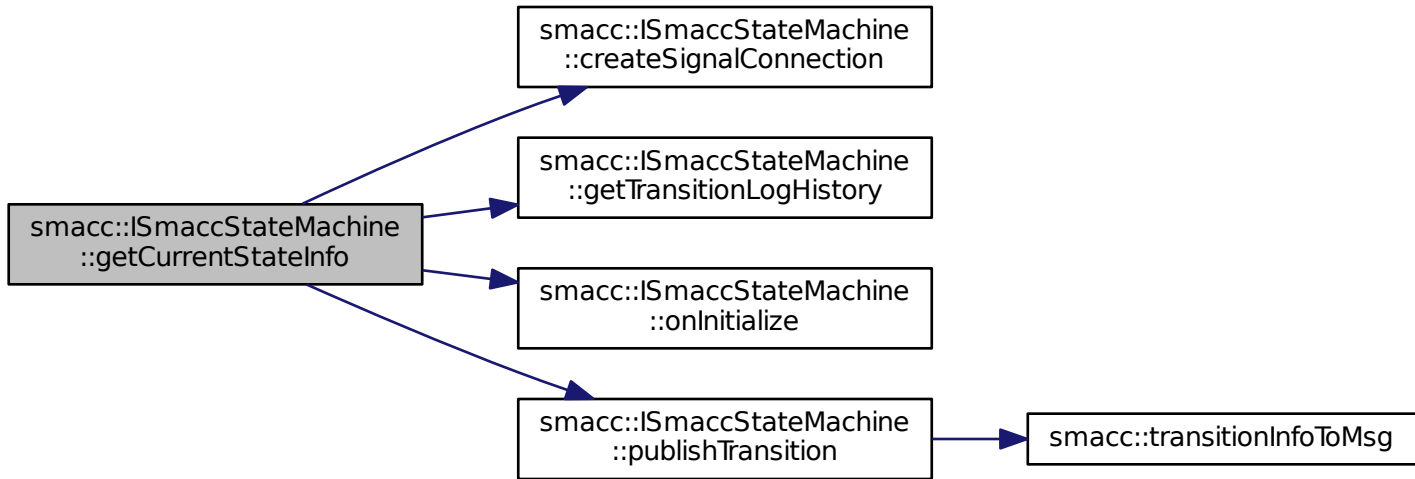 smacc::ISmaccStateMachine
::createSignalConnection
smacc::ISmaccStateMachine
::getTransitionLogHistory
smacc::ISmaccStateMachine
::getCurrentStateInfo
smacc::ISmaccStateMachine
::onInitialize
smacc::ISmaccStateMachine
::publishTransition
smacc::transitionInfoToMsg